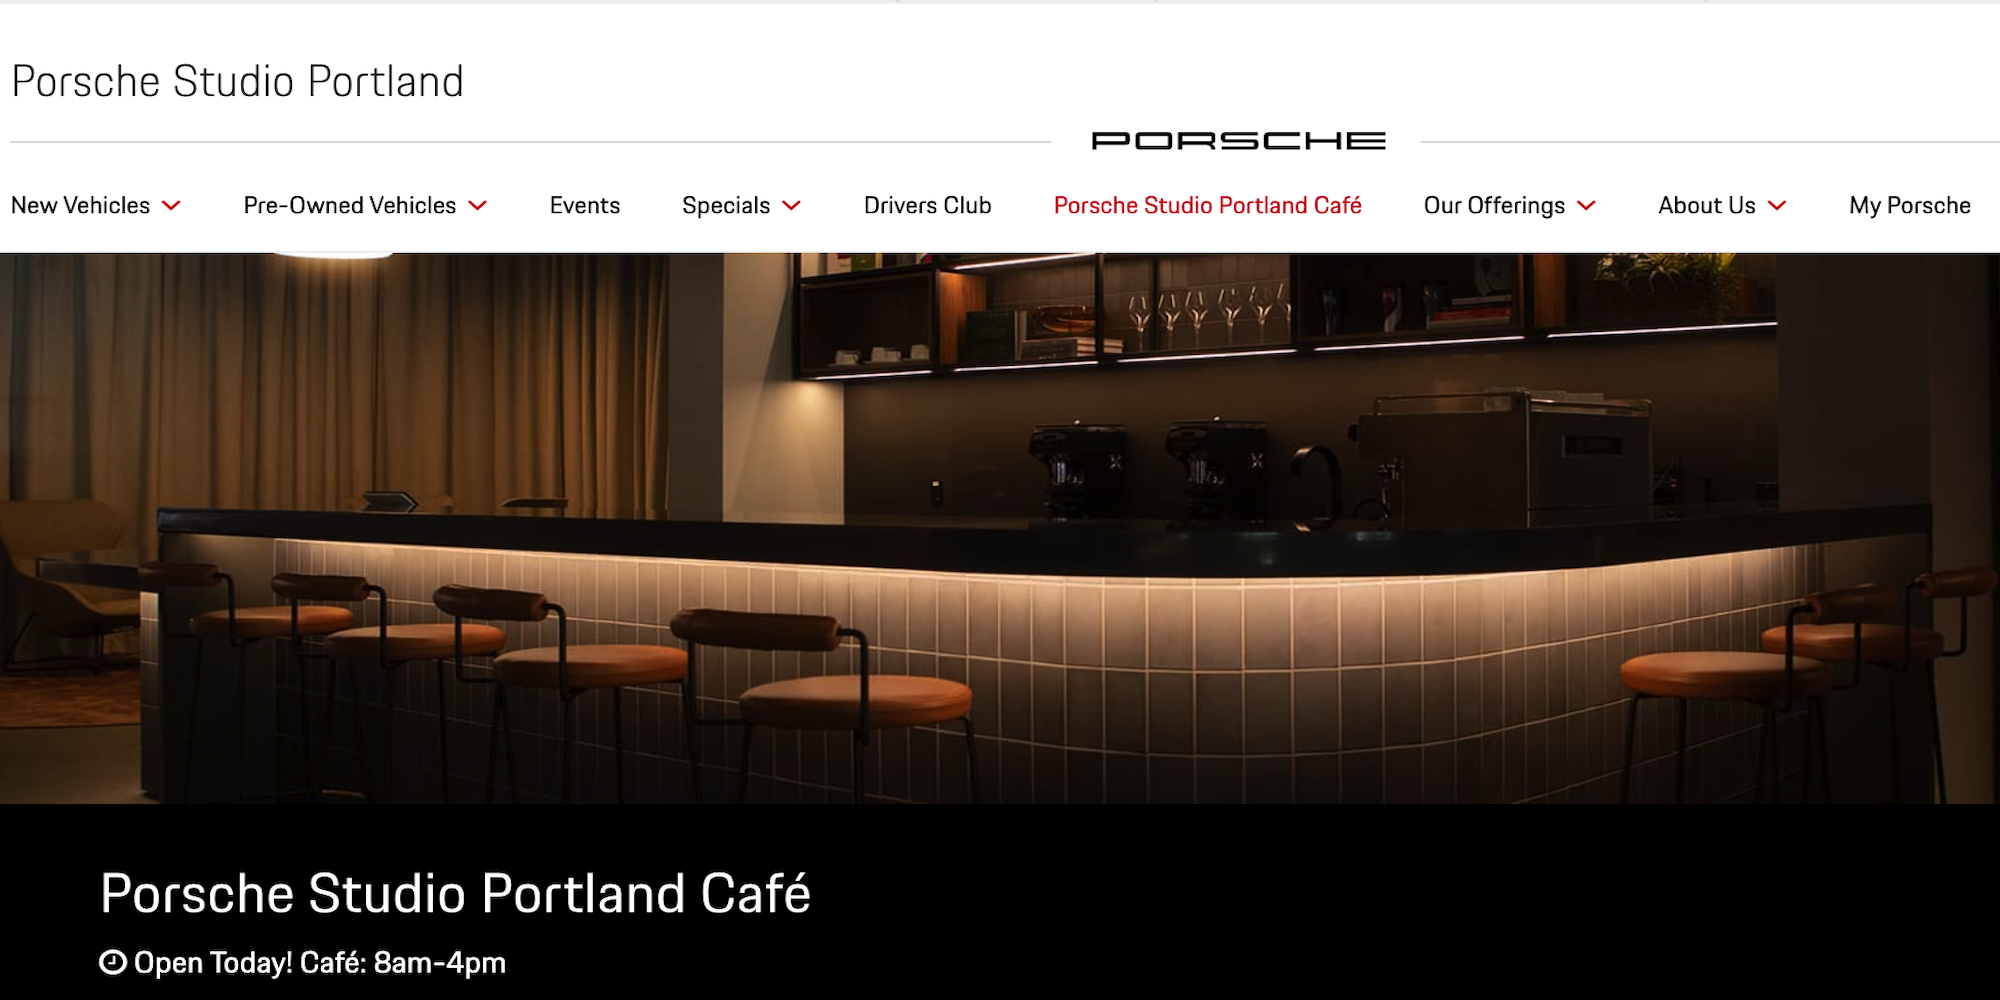 Porsche Studio Portland
PORSCHE
New Vehicles Pre-Owned Vehicles Events Specials Drivers Club Porsche Studio Portland Café Our Offerings About Us My Porsche
Porsche Studio Portland Café
Open Today! Café: 8am-4pm